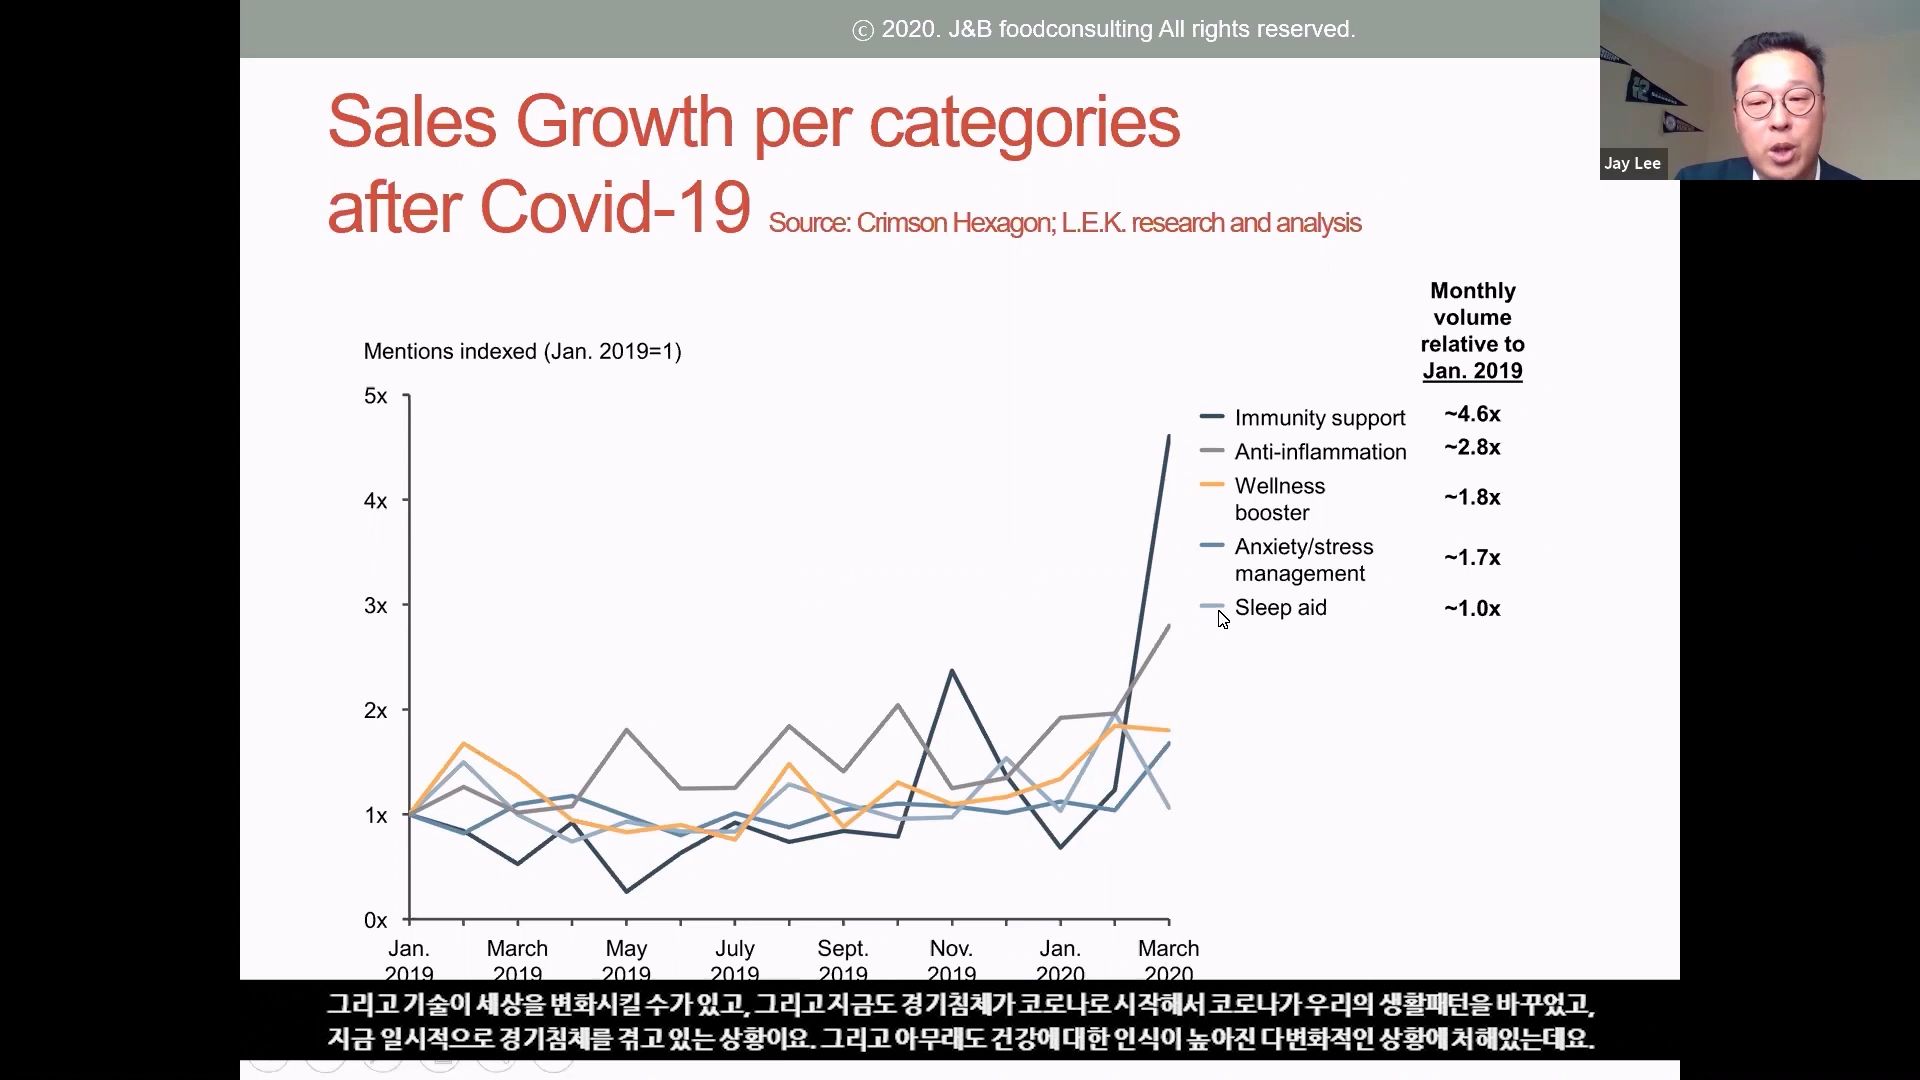 © 2020. J&B foodconsulting All rights reserved.
Jay Lee
Sales Growth per categories
after Covid-19 Source: Crimson Hexagon; L.E.K. research and analysis
Monthly
volume
relative to
Jan. 2019
Mentions indexed (Jan. 2019=1)
5x
4x
3x
2x
1x
0x
Immunity support ~4.6x
Anti-inflammation ~2.8x
Wellness
booster ~1.8x
Anxiety/stress
management ~1.7x
Sleep aid ~1.0x
Jan. March May July Sept. Nov. Jan. March
2019 2019 2019 2019 2019 2019 2020 2020
그리고 기술이 세상을 변화시킬 수가 있고, 그리고 지금도 경기침체가 코로나로 시작해서 코로나가 우리의 생활패턴을 바꾸었고,
지금 일시적으로 경기침체를 겪고 있는 상황이요. 그리고 아무래도 건강에 대한 인식이 높아진 다변화적인 상황에 처해있는데요.